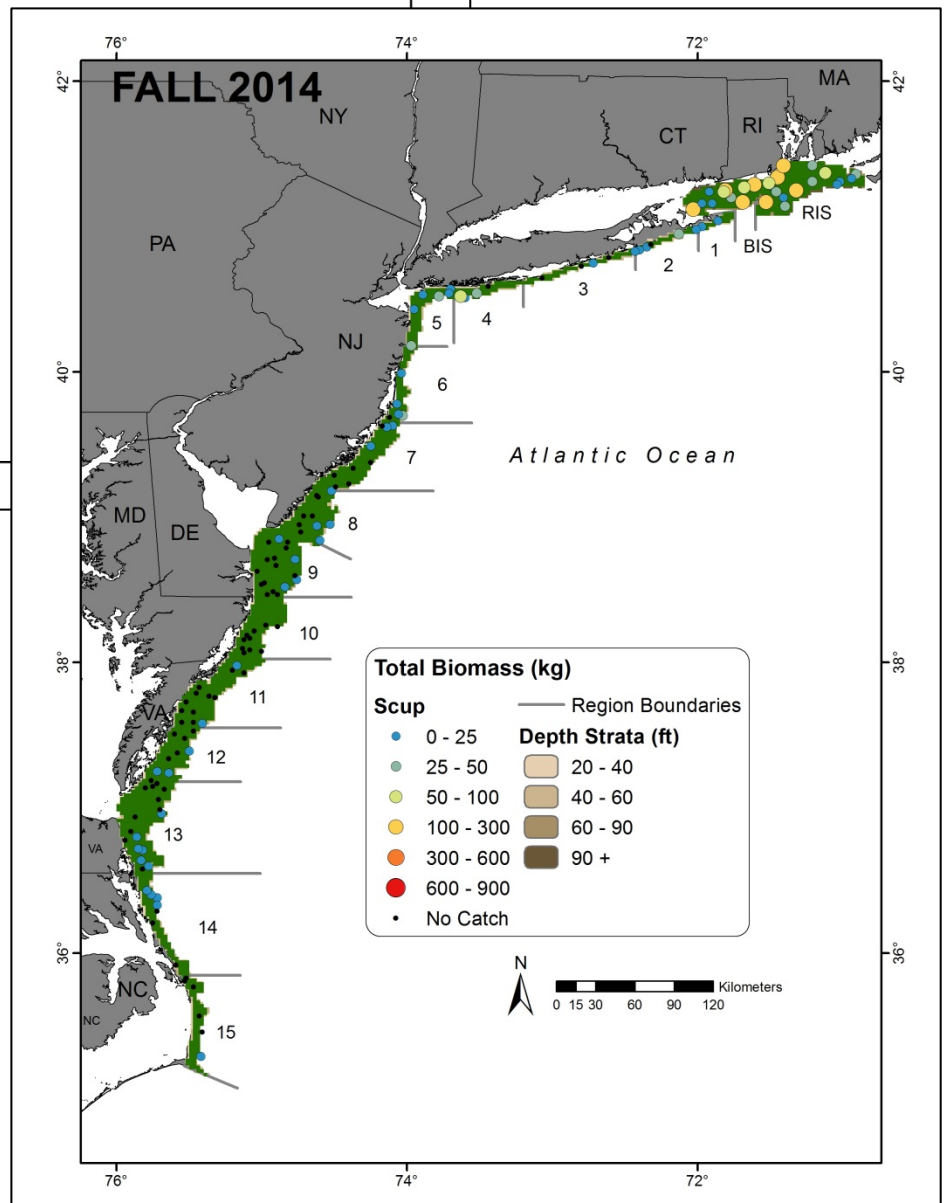 76°
74°
72°
FALL 2014
42°
42°
NY
MA
CT
RI
PA
RIS
BIS
1
2
3
4
5
NJ
40°
40°
6
Atlantic Ocean
7
MD
DE
8
9
10
38°
38°
11
VA
12
13
VA
14
36°
36°
NC
NC
15
Total Biomass (kg)
Scup
0 - 25
25 - 50
50 - 100
100 - 300
300 - 600
600 - 900
No Catch
Region Boundaries
Depth Strata (ft)
20 - 40
40 - 60
60 - 90
90 +
N
Kilometers
0 15 30 60 90 120
76°
74°
72°